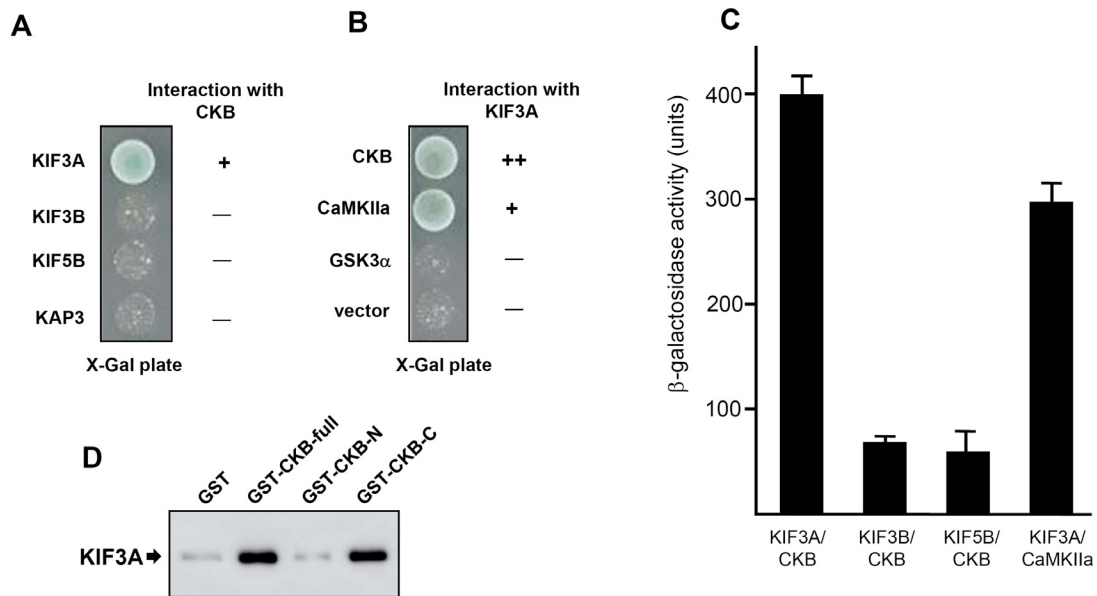 A
Interaction with
CKB
KIF3A +
KIF3B —
KIF5B —
KAP3 —
X-Gal plate
B
Interaction with
KIF3A
CKB ++
CaMKIIa +
GSK3α —
vector —
X-Gal plate
C
β-galactosidase activity (units)
400
300
200
100
KIF3A/
CKB
KIF3B/
CKB
KIF5B/
CKB
KIF3A/
CaMKIIa
D
GST
GST-CKB-full
GST-CKB-N
GST-CKB-C
KIF3A